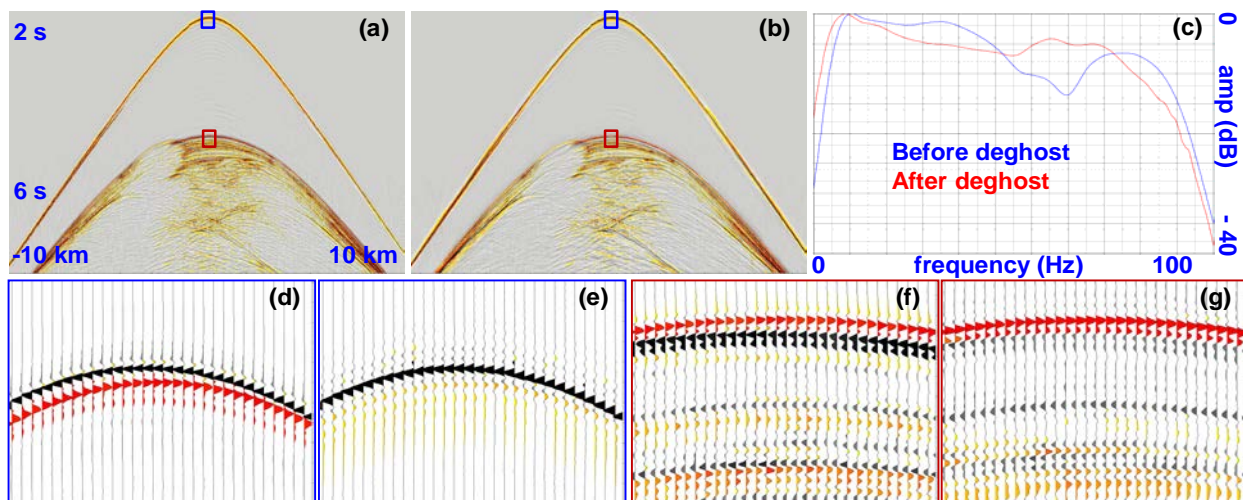 2 s
(a)
(b)
(c)
0
6 s
Before deghost
After deghost
amp (dB)
-10 km
10 km
- 40
0
frequency (Hz)
100
(d)
(e)
(f)
(g)